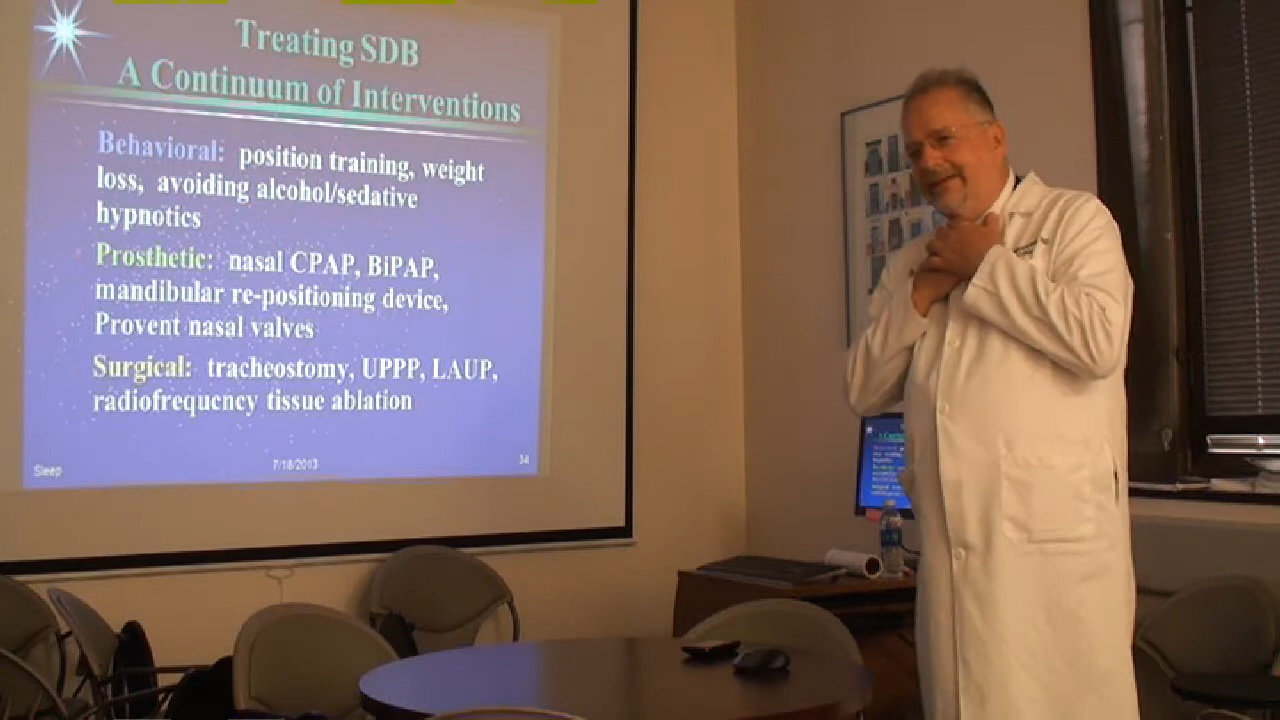 Treating SDB
A Continuum of Interventions
Behavioral: position training, weight
loss, avoiding alcohol/sedative
hypnotics
Prosthetic: nasal CPAP, BiPAP,
mandibular re-positioning device,
Provent nasal valves
Surgical: tracheostomy, UPPP, LAUP,
radiofrequency tissue ablation
Sleep
7/18/2013
34